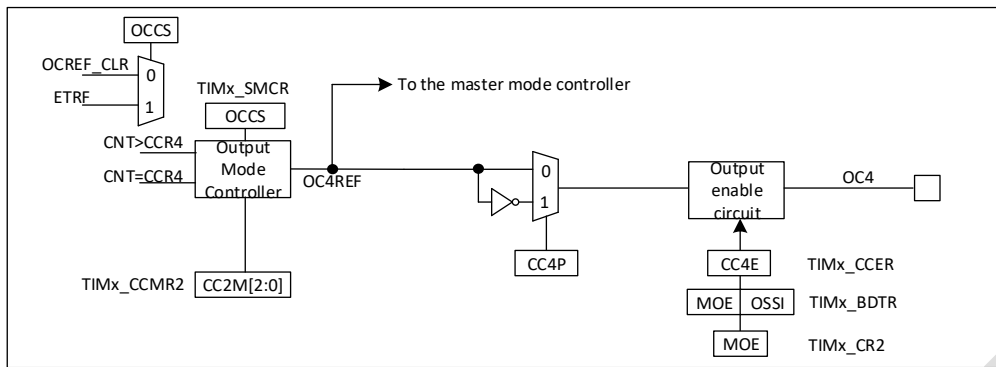 OCCS
OCREF_CLR
0
ETRF
1
TIMx_SMCR
OCCS
To the master mode controller
CNT>CCR4
CNT=CCR4
Output
Mode
Controller
OC4REF
0
1
CC4P
Output
enable
circuit
OC4
TIMx_CCMR2
CC2M[2:0]
CC4E
TIMx_CCER
MOE OSSI
TIMx_BDTR
MOE
TIMx_CR2